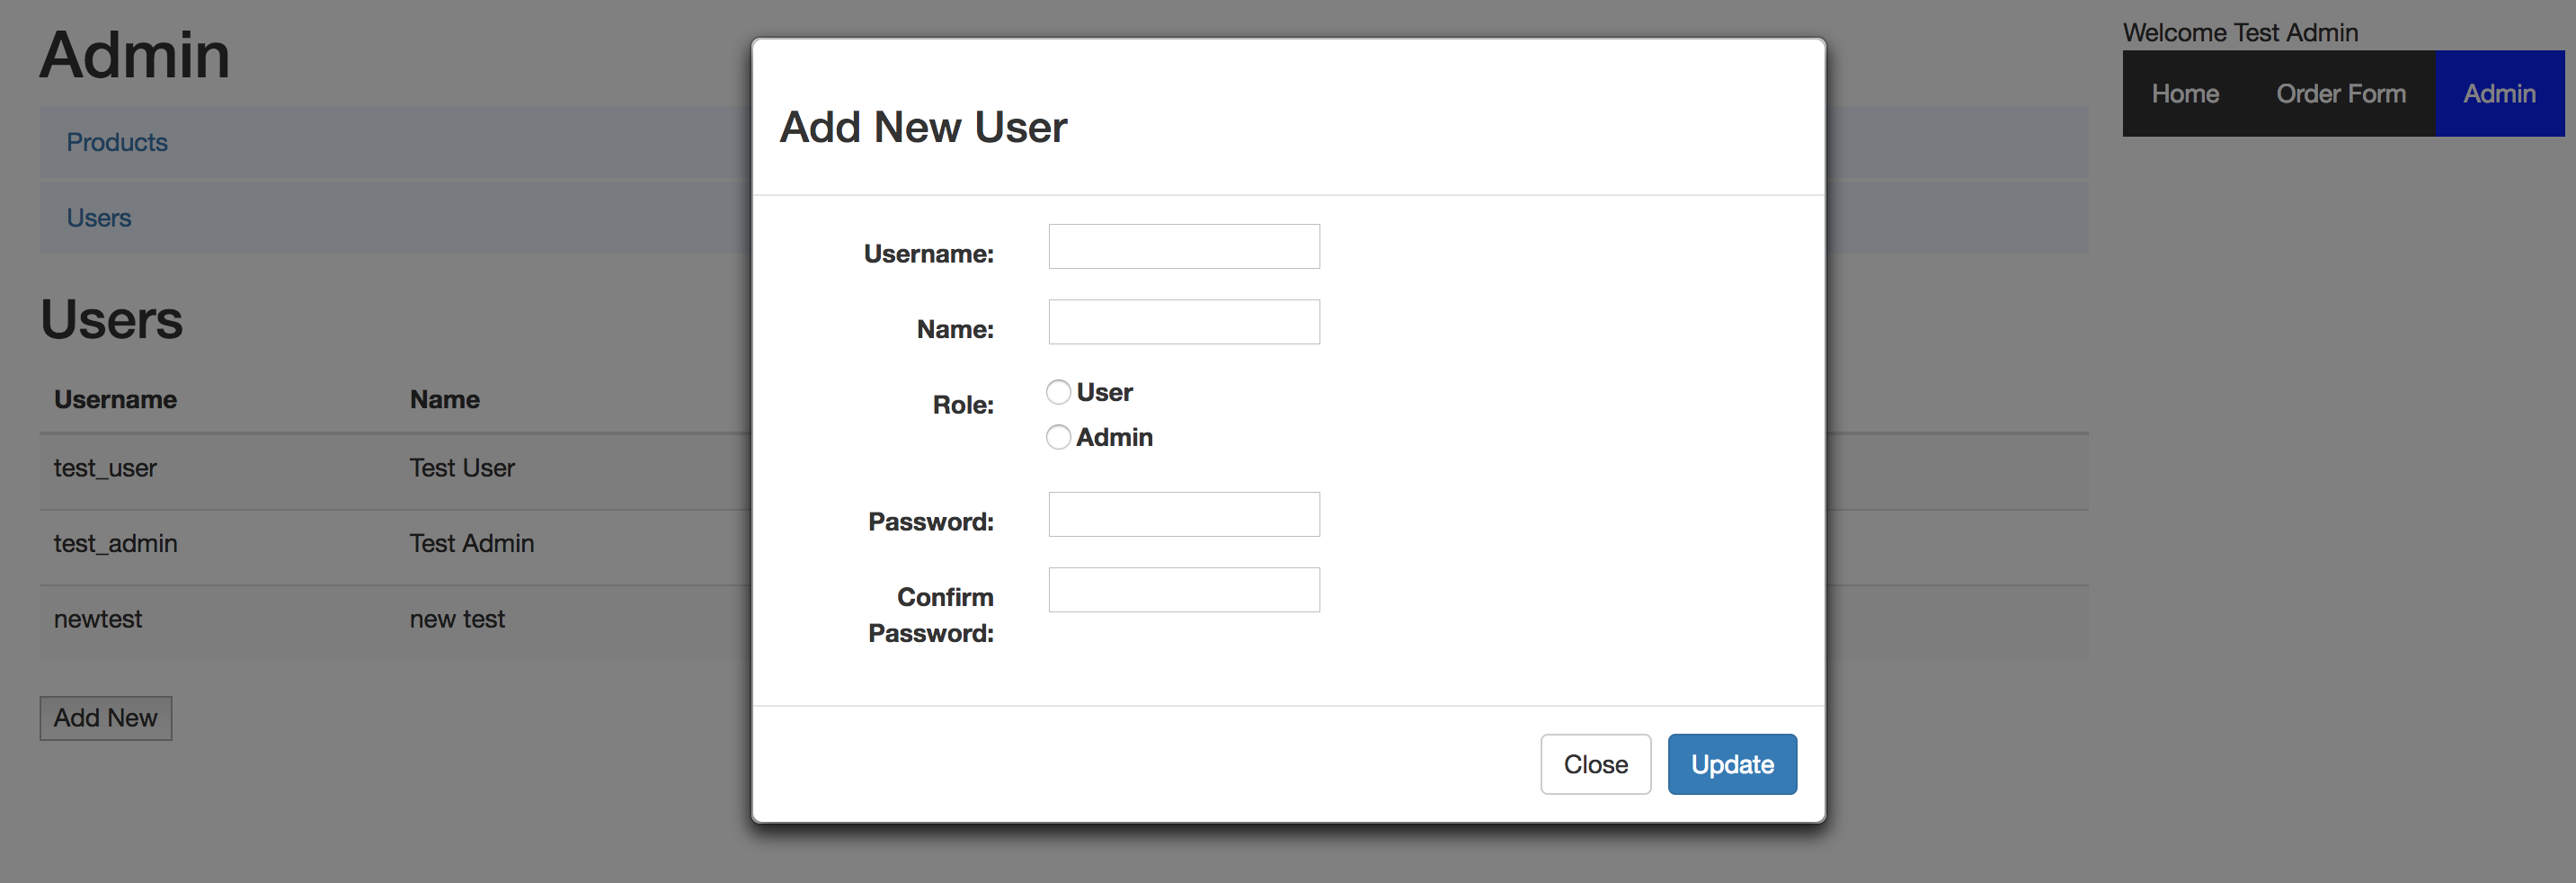 Admin
Welcome Test Admin
Home Order Form Admin
Products
Users
Users
Username Name
test_user Test User
test_admin Test Admin
newtest new test
Add New
Add New User
Username:
Name:
Role:
User
Admin
Password:
Confirm
Password:
Close Update